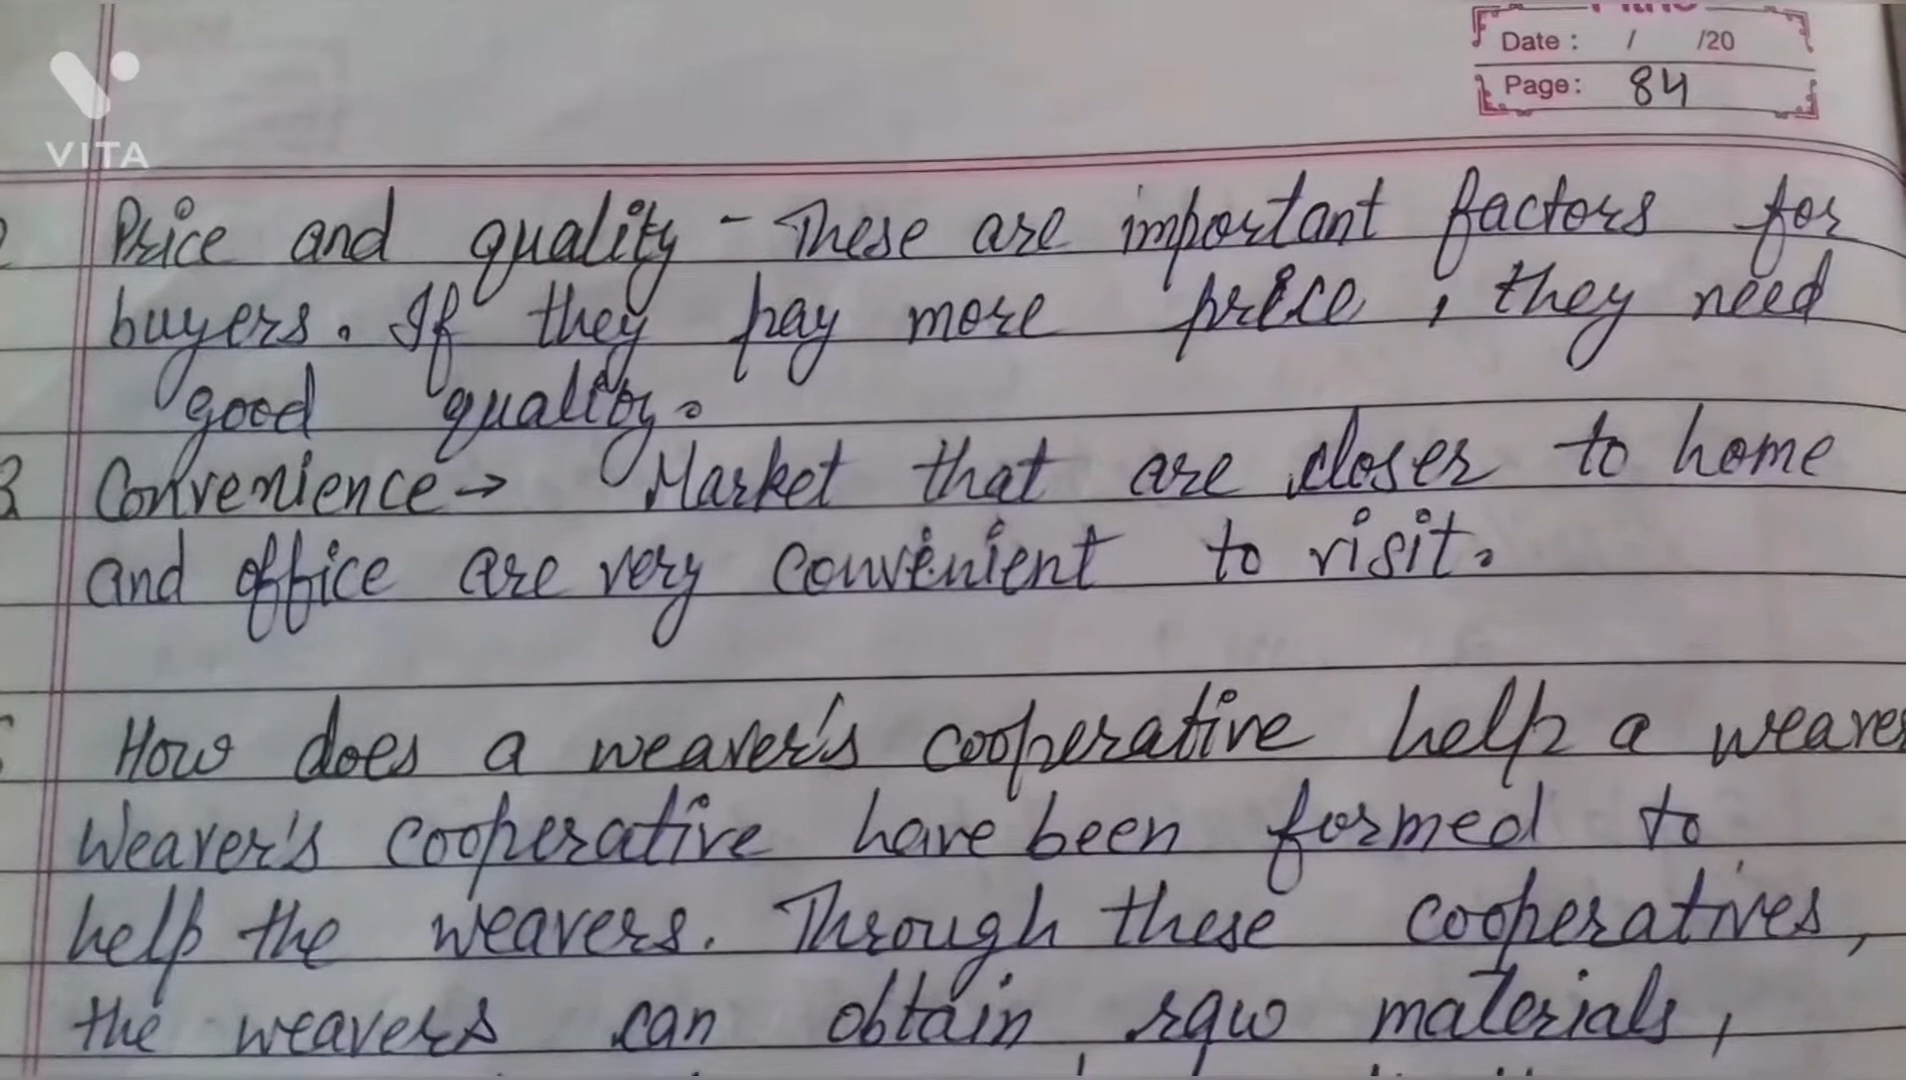 Date : / /20
Page: 84
VITA
Price and quality - These are important factors for
buyers. If they pay more price, they need
good quality.
3 Convenience → Market that are closer to home
and office are very convenient to visit.
How does a weaver's cooperative help a weaver
Weaver's cooperative have been formed to
help the weavers. Through these cooperatives,
the weavers can obtain raw materials,